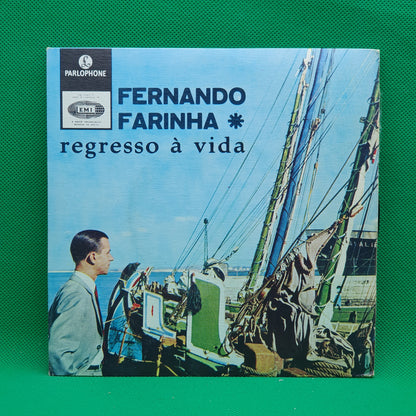 PARLOPHONE
EMI
FERNANDO
FARINHA *
regresso à vida